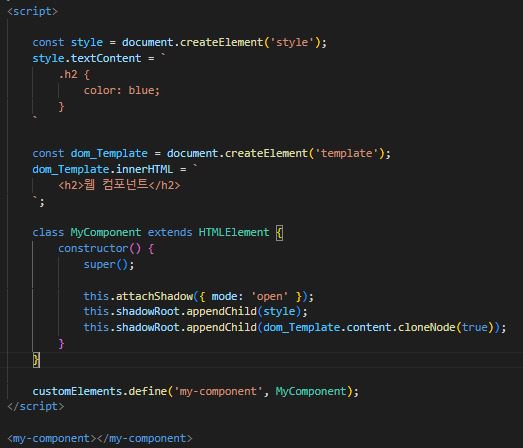 <script>
const style = document.createElement('style');
style.textContent = `
.h2 {
color: blue;
}
`
const dom_Template = document.createElement('template');
dom_Template.innerHTML = `
<h2>웹 컴포넌트</h2>
`;
class MyComponent extends HTMLElement {
constructor() {
super();
this.attachShadow({ mode: 'open' });
this.shadowRoot.appendChild(style);
this.shadowRoot.appendChild(dom_Template.content.cloneNode(true));
}
}
customElements.define('my-component', MyComponent);
</script>
<my-component></my-component>